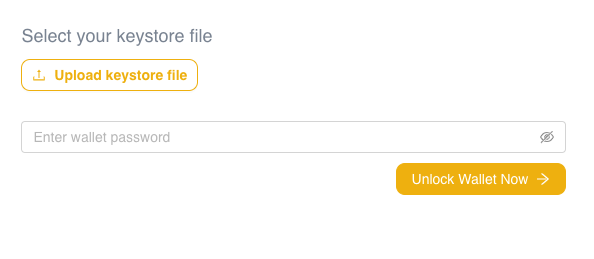 Select your keystore file
Upload keystore file
Enter wallet password
Unlock Wallet Now